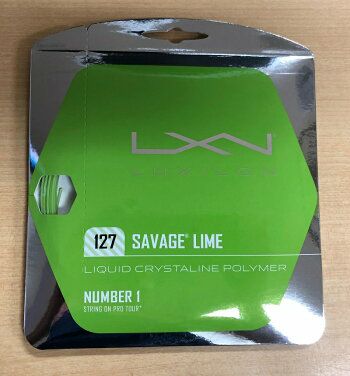 LXN
LUXILON
127 SAVAGE® LIME
LIQUID CRYSTALINE POLYMER
NUMBER 1
STRING ON PRO TOUR*